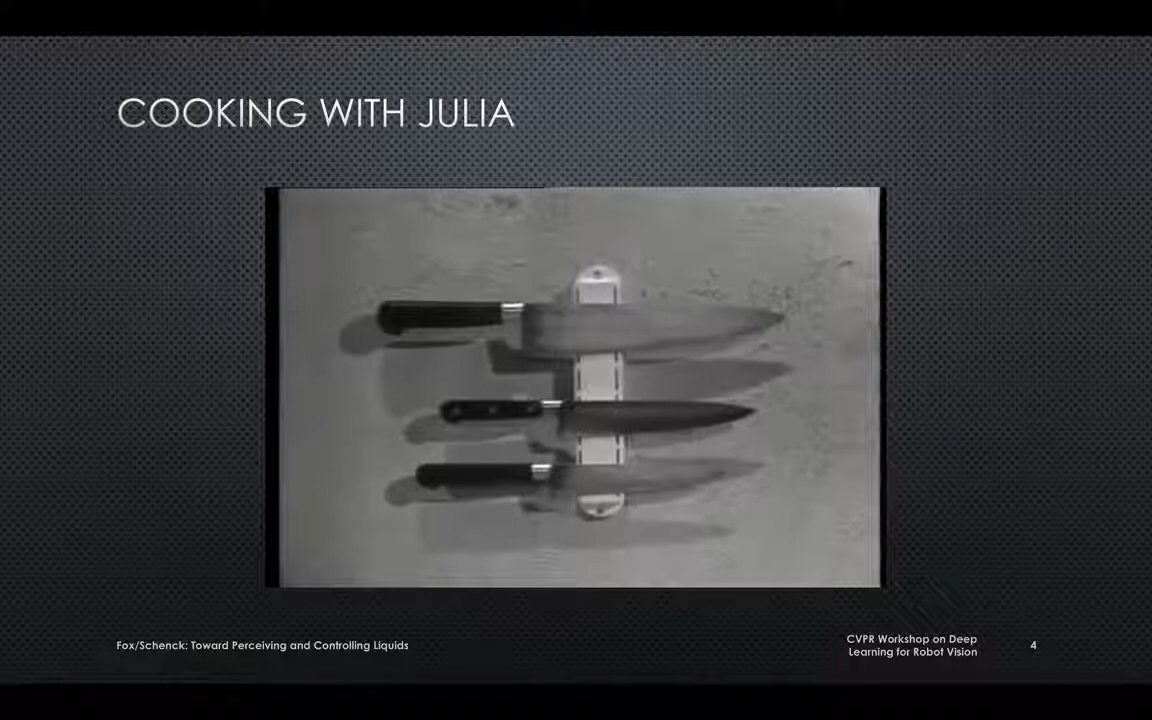 COOKING WITH JULIA
Fox/Schenck: Toward Perceiving and Controlling Liquids
CVPR Workshop on Deep
Learning for Robot Vision
4